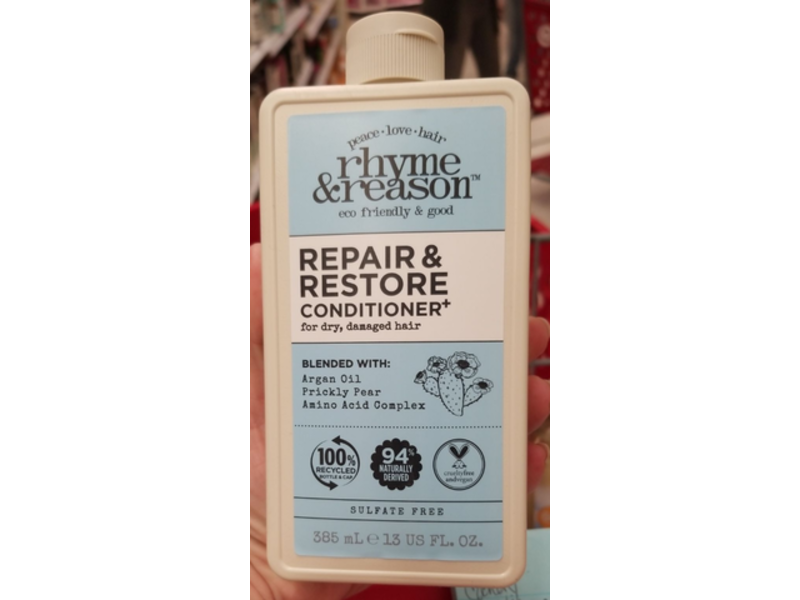 peace • love • hair
rhyme
&reason™
eco friendly & good
REPAIR &
RESTORE
CONDITIONER+
for dry, damaged hair
BLENDED WITH:
Argan Oil
Prickly Pear
Amino Acid Complex
100%
RECYCLED
BOTTLE & CAP
94%
NATURALLY
DERIVED
crueltyfree
andvegan
SULFATE FREE
385 mL ℮ 13 US FL. OZ.